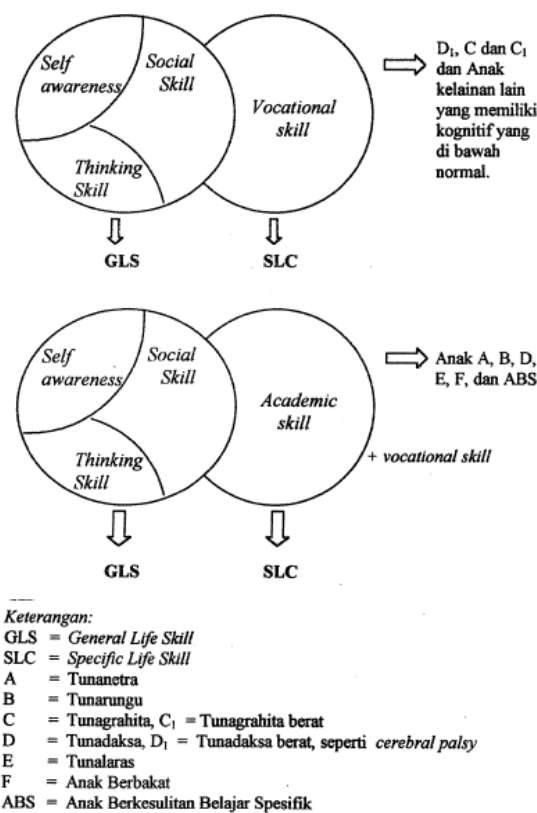 Self
awareness
Social
Skill
Thinking
Skill
Vocational
skill
D₁, C dan C₁
dan Anak
kelainan lain
yang memiliki
kognitif yang
di bawah
normal.
GLS
SLC
Self
awareness
Social
Skill
Thinking
Skill
Academic
skill
+ vocational skill
Anak A, B, D,
E, F, dan ABS
GLS
SLC
Keterangan:
GLS = General Life Skill
SLC = Specific Life Skill
A = Tunanetra
B = Tunarungu
C = Tunagrahita, C₁ = Tunagrahita berat
D = Tunadaksa, D₁ = Tunadaksa berat, seperti cerebral palsy
E = Tunalaras
F = Anak Berbakat
ABS = Anak Berkesulitan Belajar Spesifik